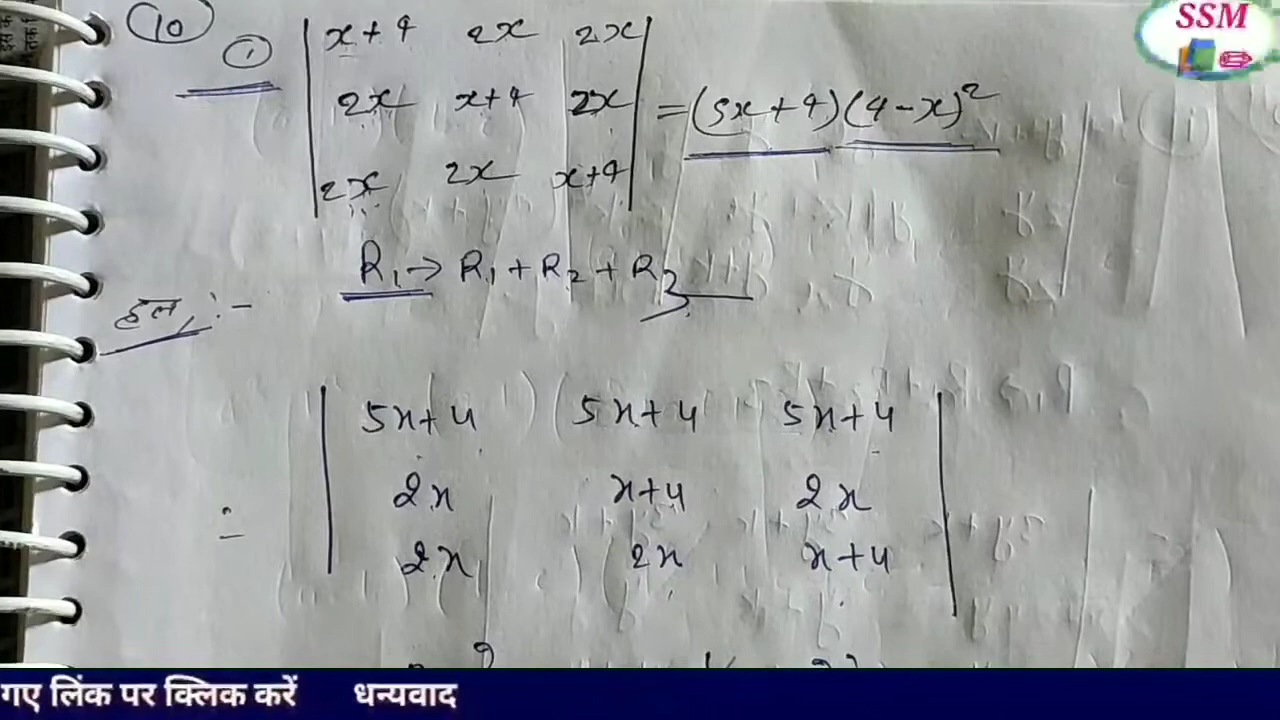 SSM
10
① | x+4 2x 2x |
| 2x x+4 2x | = (5x+4)(4-x)²
| 2x 2x x+4 |
R₁ → R₁ + R₂ + R₃
हल :-
| 5x+4 5x+4 5x+4 |
= | 2x x+4 2x |
| 2x 2x x+4 |
गए लिंक पर क्लिक करें धन्यवाद